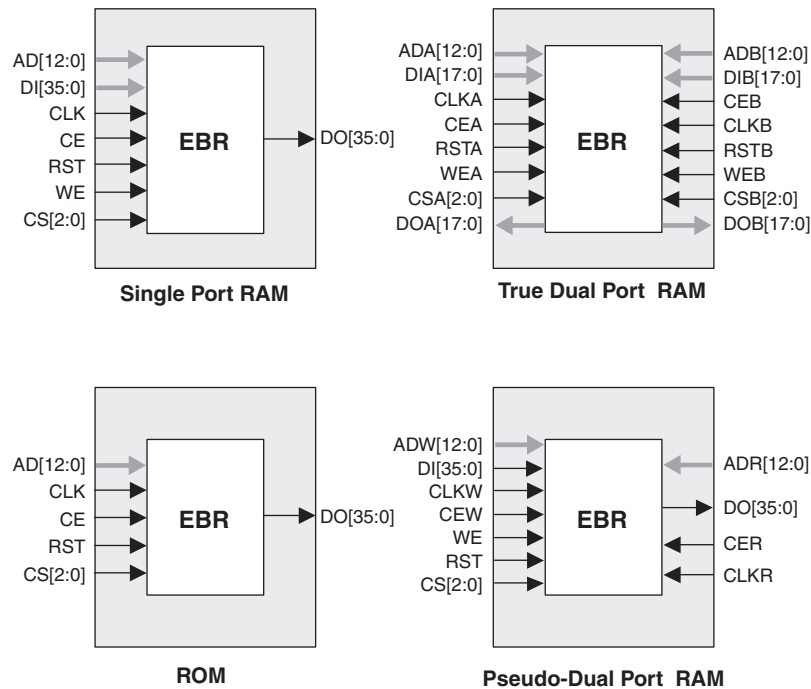 AD[12:0]
DI[35:0]
CLK
CE
RST
WE
CS[2:0]
EBR
DO[35:0]
Single Port RAM
ADA[12:0]
DIA[17:0]
CLKA
CEA
RSTA
WEA
CSA[2:0]
DOA[17:0]
EBR
ADB[12:0]
DIB[17:0]
CEB
CLKB
RSTB
WEB
CSB[2:0]
DOB[17:0]
True Dual Port RAM
AD[12:0]
CLK
CE
RST
CS[2:0]
EBR
DO[35:0]
ROM
ADW[12:0]
DI[35:0]
CLKW
CEW
WE
RST
CS[2:0]
EBR
ADR[12:0]
DO[35:0]
CER
CLKR
Pseudo-Dual Port RAM